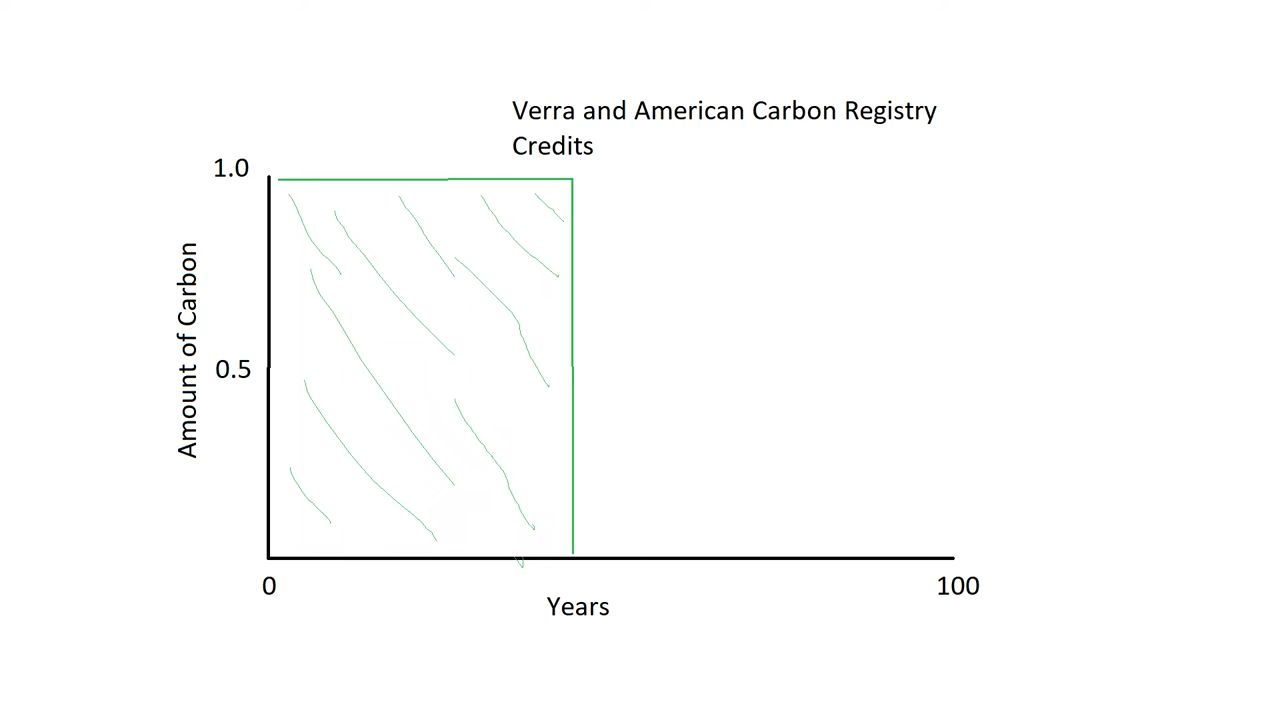 Verra and American Carbon Registry
Credits
1.0
Amount of Carbon
0.5
0
100
Years